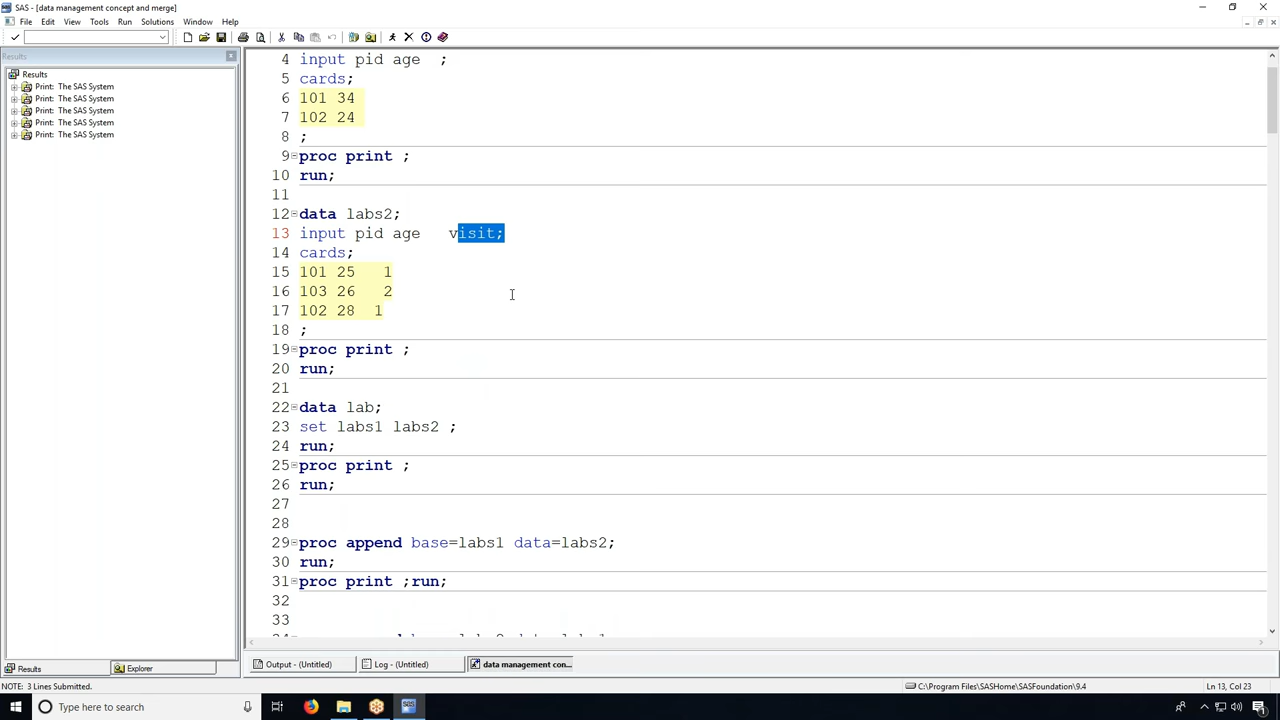 SAS - [data management concept and merge]
File Edit View Tools Run Solutions Window Help
Results
Results
Print: The SAS System
Print: The SAS System
Print: The SAS System
Print: The SAS System
Print: The SAS System
4 input pid age ;
5 cards;
6 101 34
7 102 24
8 ;
9 proc print ;
10 run;
11
12 data labs2;
13 input pid age visit;
14 cards;
15 101 25 1
16 103 26 2
17 102 28 1
18 ;
19 proc print ;
20 run;
21
22 data lab;
23 set labs1 labs2 ;
24 run;
25 proc print ;
26 run;
27
28
29 proc append base=labs1 data=labs2;
30 run;
31 proc print ;run;
32
33
Results Explorer
Output - (Untitled) Log - (Untitled) data management con...
NOTE: 3 Lines Submitted. C:\Program Files\SASHome\SASFoundation\9.4 Ln 13, Col 23
Type here to search ENG